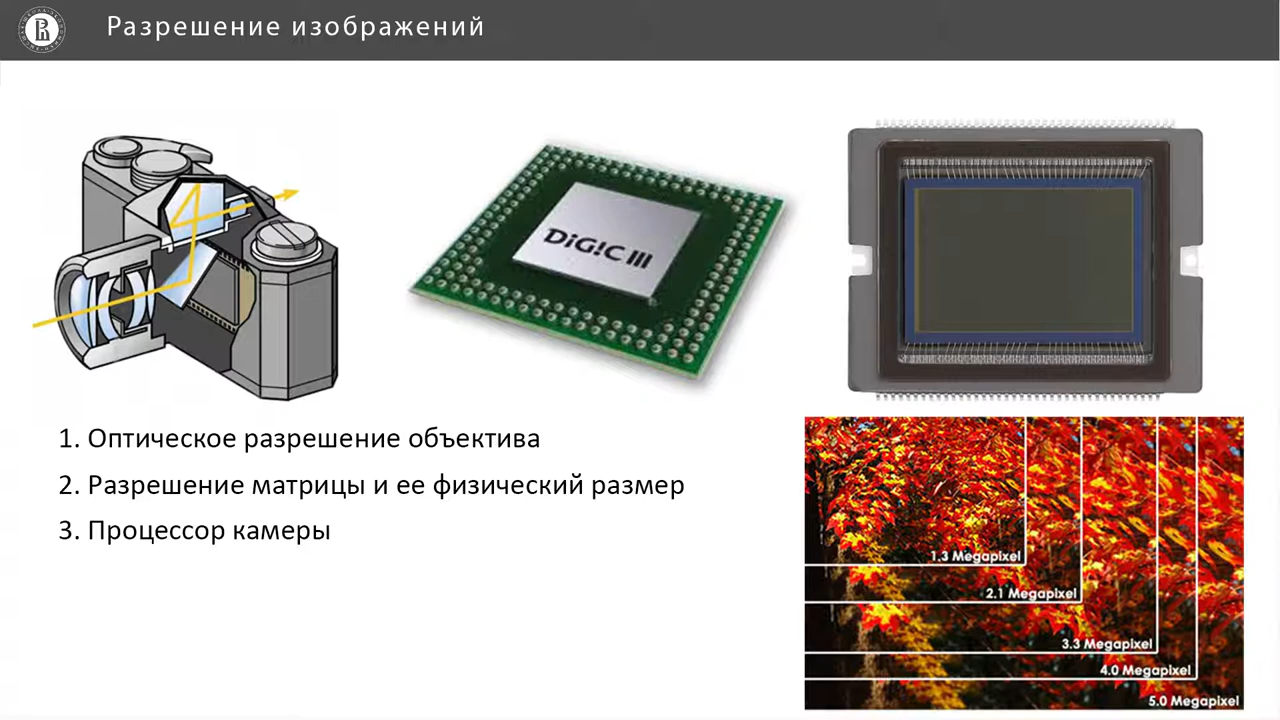 Разрешение изображений
DiGiC III
1. Оптическое разрешение объектива
2. Разрешение матрицы и ее физический размер
3. Процессор камеры
1.3 Megapixel
2.1 Megapixel
3.3 Megapixel
4.0 Megapixel
5.0 Megapixel